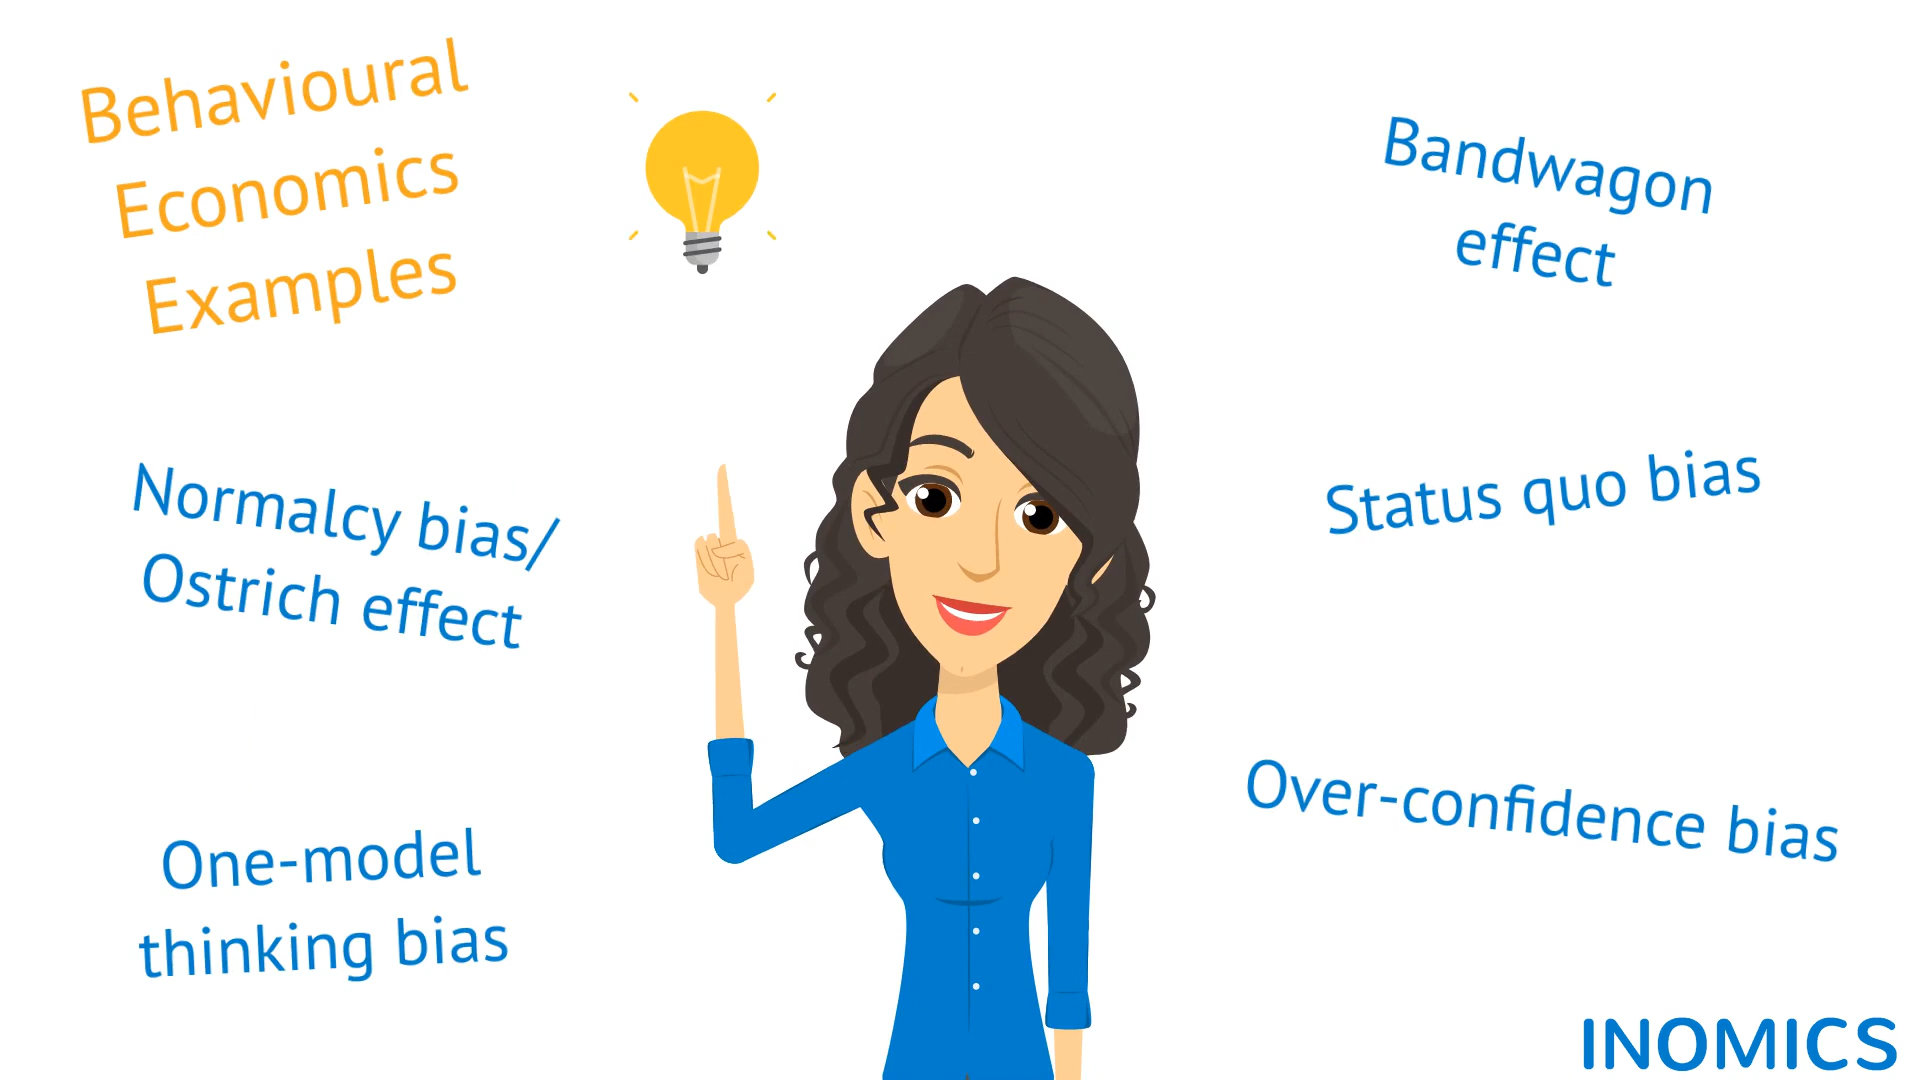 Behavioural
Economics
Examples
Normalcy bias/
Ostrich effect
One-model
thinking bias
Bandwagon
effect
Status quo bias
Over-confidence bias
INOMICS